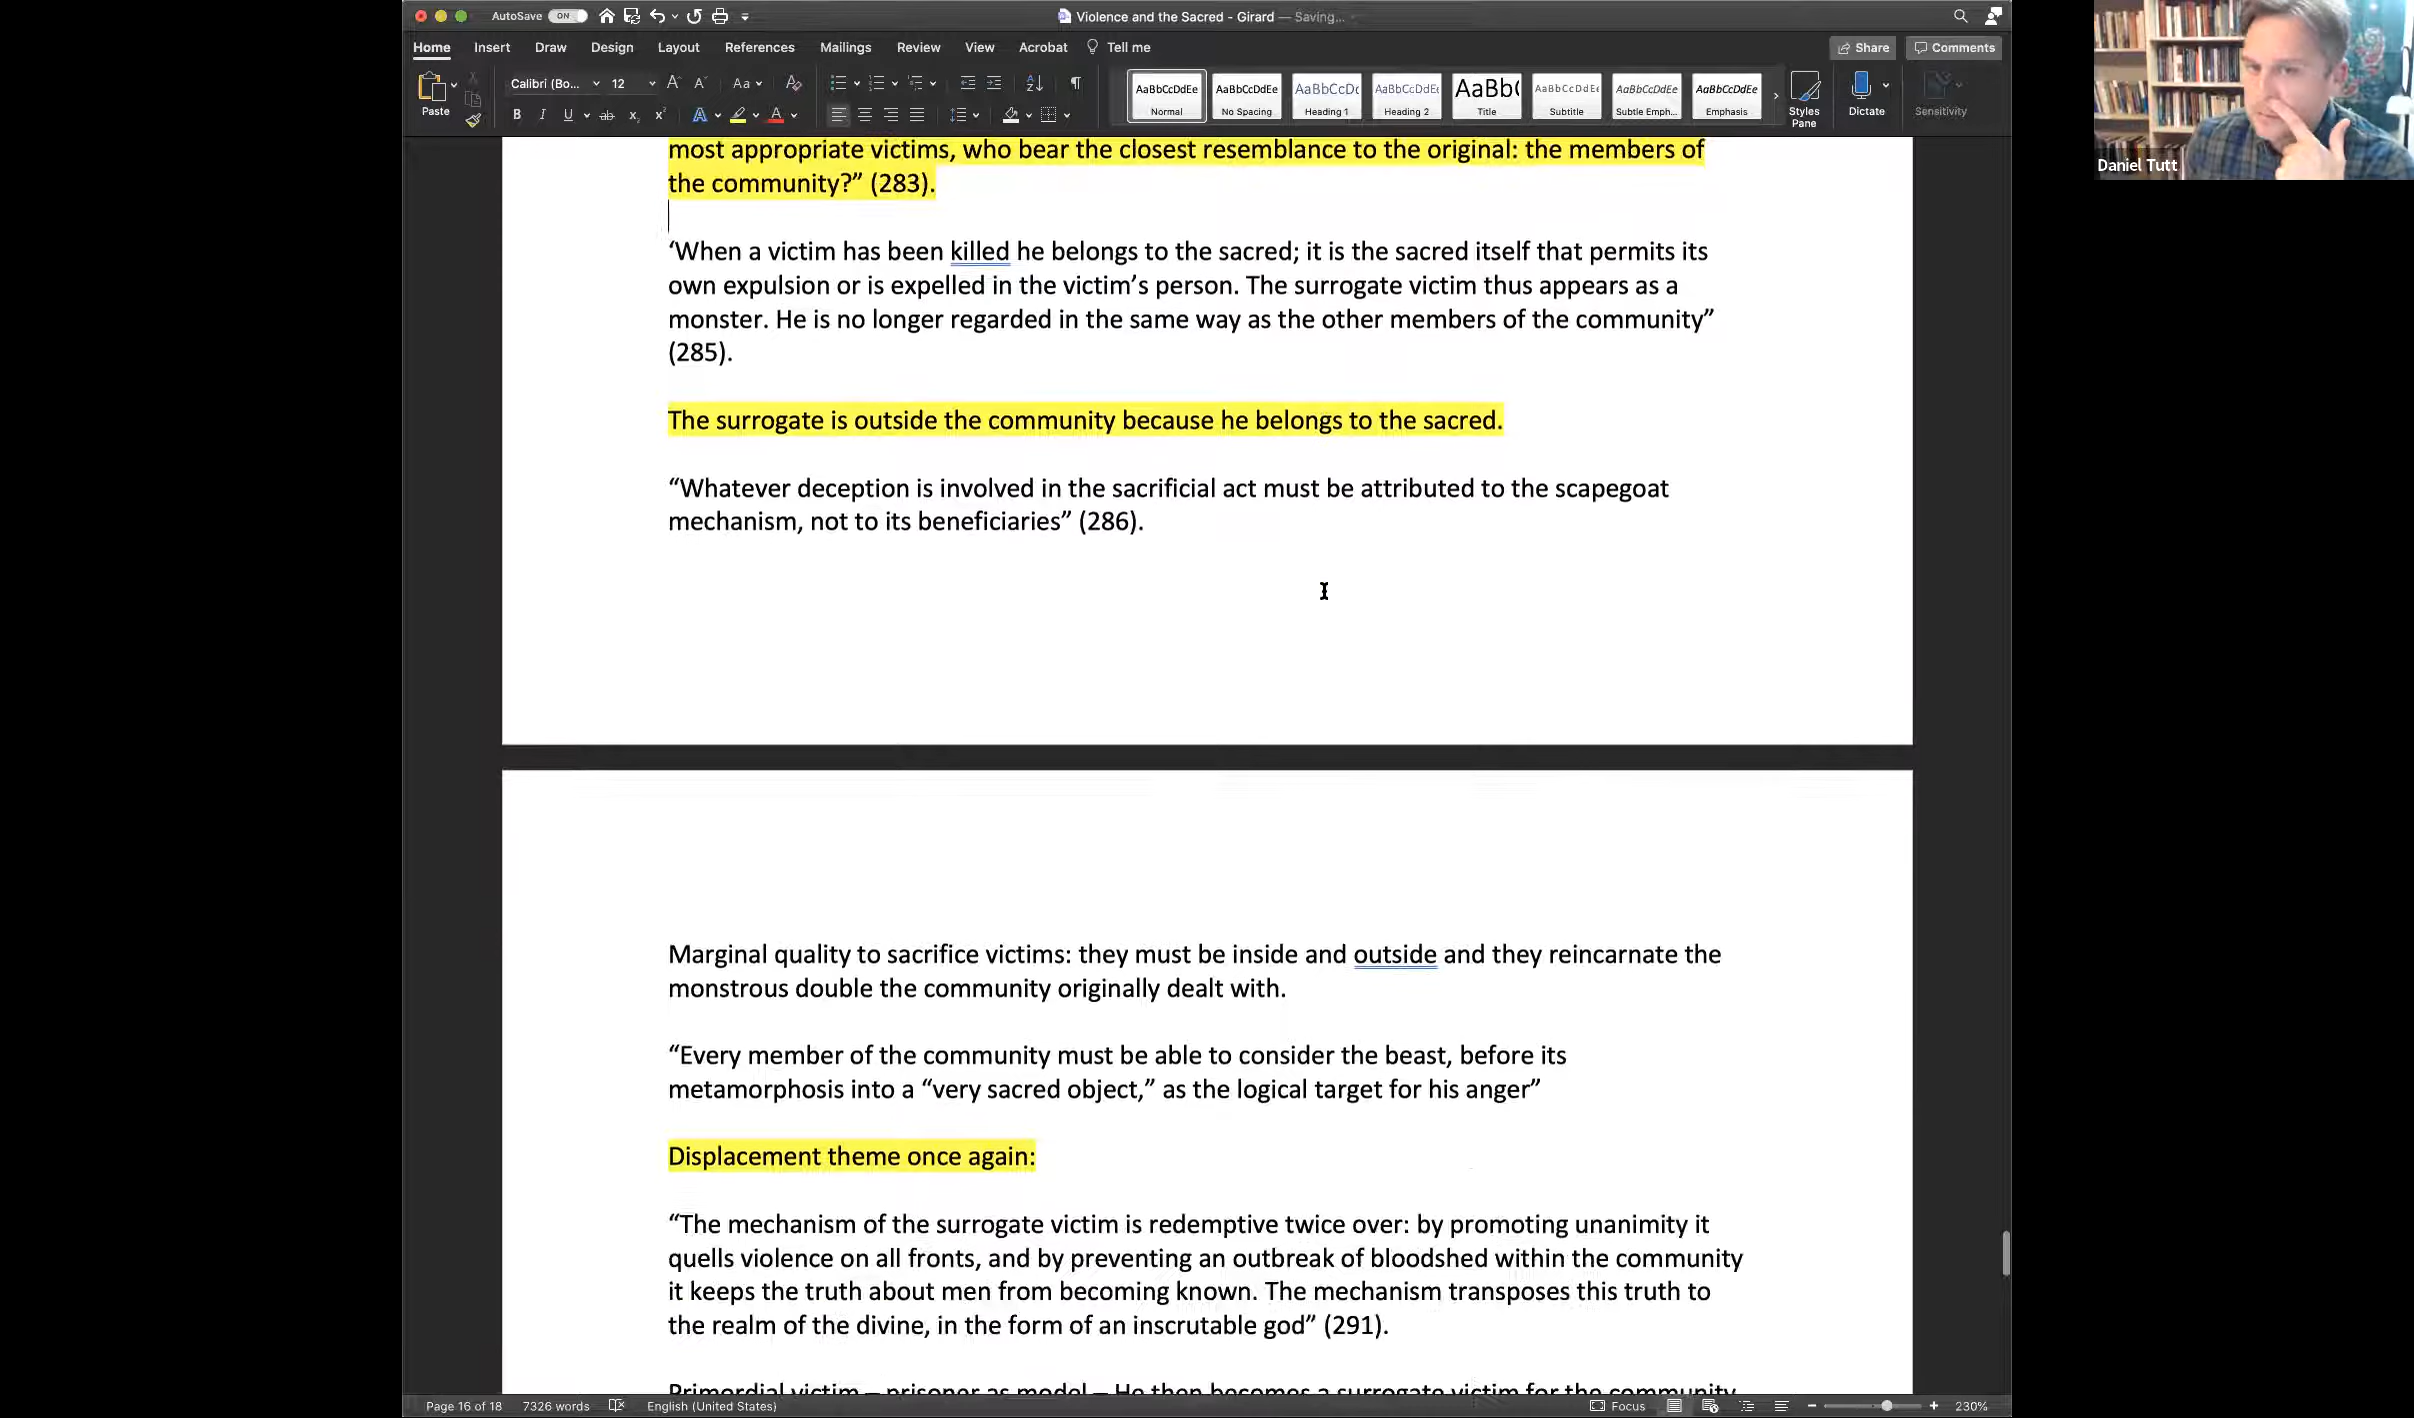 AutoSave ON
Violence and the Sacred - Girard — Saving...
Home Insert Draw Design Layout References Mailings Review View Acrobat Tell me
Share Comments
Paste
Calibri (Bo... 12
AaBbCcDdEe AaBbCcDdEe AaBbCcDc AaBbCcDdEe AaBb( AaBbCcDdEe AaBbCcDdEe AaBbCcDdEe
Normal No Spacing Heading 1 Heading 2 Title Subtitle Subtle Emph... Emphasis
Styles Pane
Dictate
Sensitivity
Daniel Tutt
most appropriate victims, who bear the closest resemblance to the original: the members of
the community?” (283).
‘When a victim has been killed he belongs to the sacred; it is the sacred itself that permits its
own expulsion or is expelled in the victim’s person. The surrogate victim thus appears as a
monster. He is no longer regarded in the same way as the other members of the community”
(285).
The surrogate is outside the community because he belongs to the sacred.
“Whatever deception is involved in the sacrificial act must be attributed to the scapegoat
mechanism, not to its beneficiaries” (286).
Marginal quality to sacrifice victims: they must be inside and outside and they reincarnate the
monstrous double the community originally dealt with.
“Every member of the community must be able to consider the beast, before its
metamorphosis into a “very sacred object,” as the logical target for his anger”
Displacement theme once again:
“The mechanism of the surrogate victim is redemptive twice over: by promoting unanimity it
quells violence on all fronts, and by preventing an outbreak of bloodshed within the community
it keeps the truth about men from becoming known. The mechanism transposes this truth to
the realm of the divine, in the form of an inscrutable god” (291).
Primordial victim – prisoner as model – He then becomes a surrogate victim for the community
Page 16 of 18 7326 words English (United States)
Focus 230%